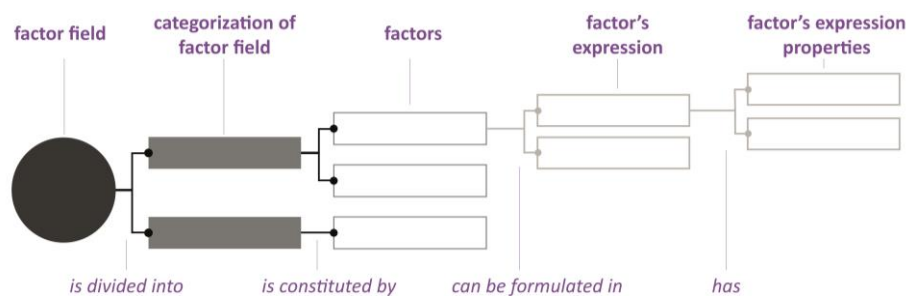 factor field
categorization of
factor field
factors
factor’s
expression
factor’s expression
properties
is divided into
is constituted by
can be formulated in
has